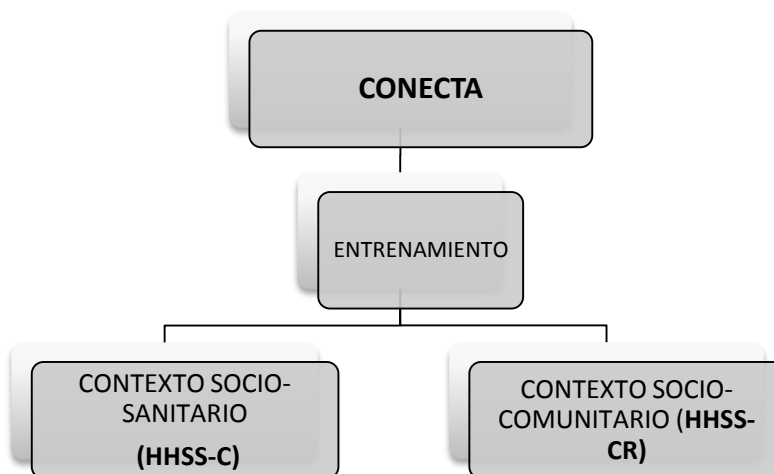 CONECTA
ENTRENAMIENTO
CONTEXTO SOCIO-
SANITARIO
(HHSS-C)
CONTEXTO SOCIO-
COMUNITARIO (HHSS-
CR)